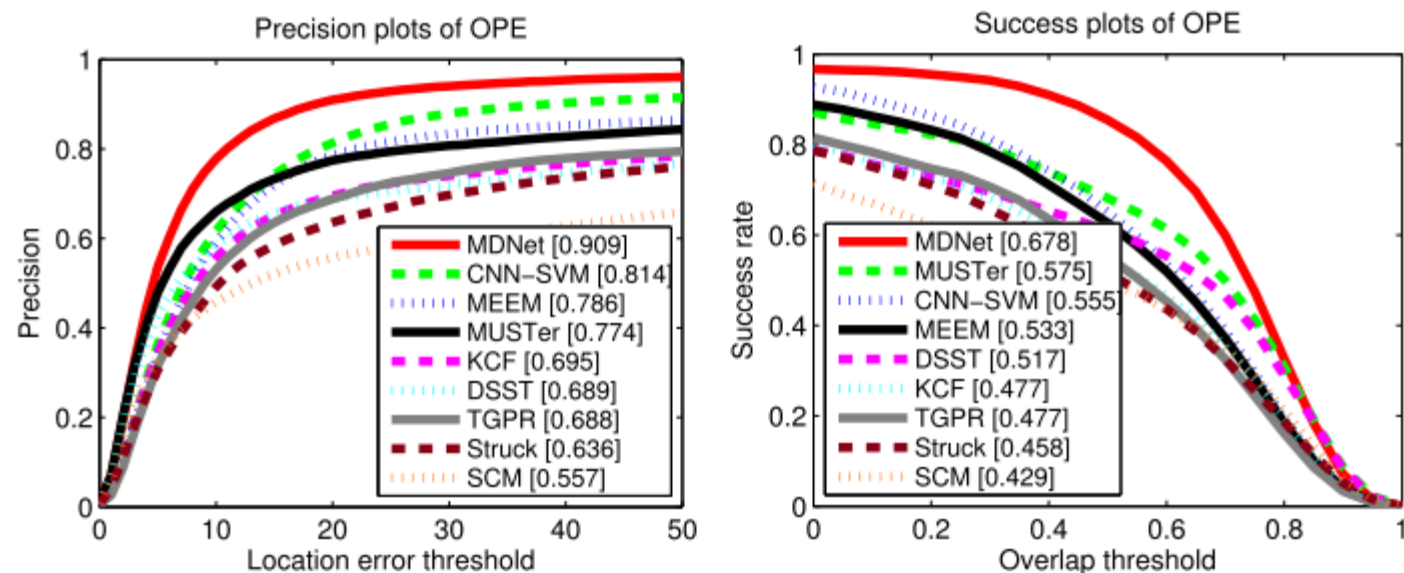 Precision plots of OPE
1
0.8
0.6
0.4
0.2
0
Precision
0 10 20 30 40 50
Location error threshold
MDNet [0.909]
CNN-SVM [0.814]
MEEM [0.786]
MUSTer [0.774]
KCF [0.695]
DSST [0.689]
TGPR [0.688]
Struck [0.636]
SCM [0.557]
Success plots of OPE
1
0.8
0.6
0.4
0.2
0
Success rate
0 0.2 0.4 0.6 0.8 1
Overlap threshold
MDNet [0.678]
MUSTer [0.575]
CNN-SVM [0.555]
MEEM [0.533]
DSST [0.517]
KCF [0.477]
TGPR [0.477]
Struck [0.458]
SCM [0.429]